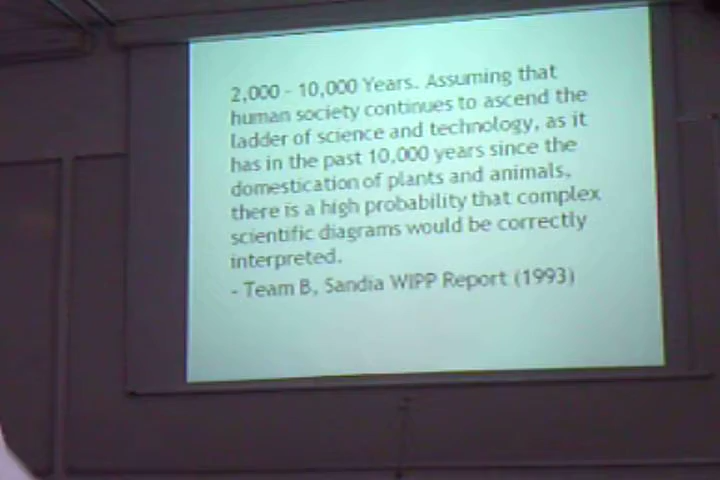 2,000 - 10,000 Years. Assuming that
human society continues to ascend the
ladder of science and technology, as it
has in the past 10,000 years since the
domestication of plants and animals,
there is a high probability that complex
scientific diagrams would be correctly
interpreted.
- Team B, Sandia WIPP Report (1993)